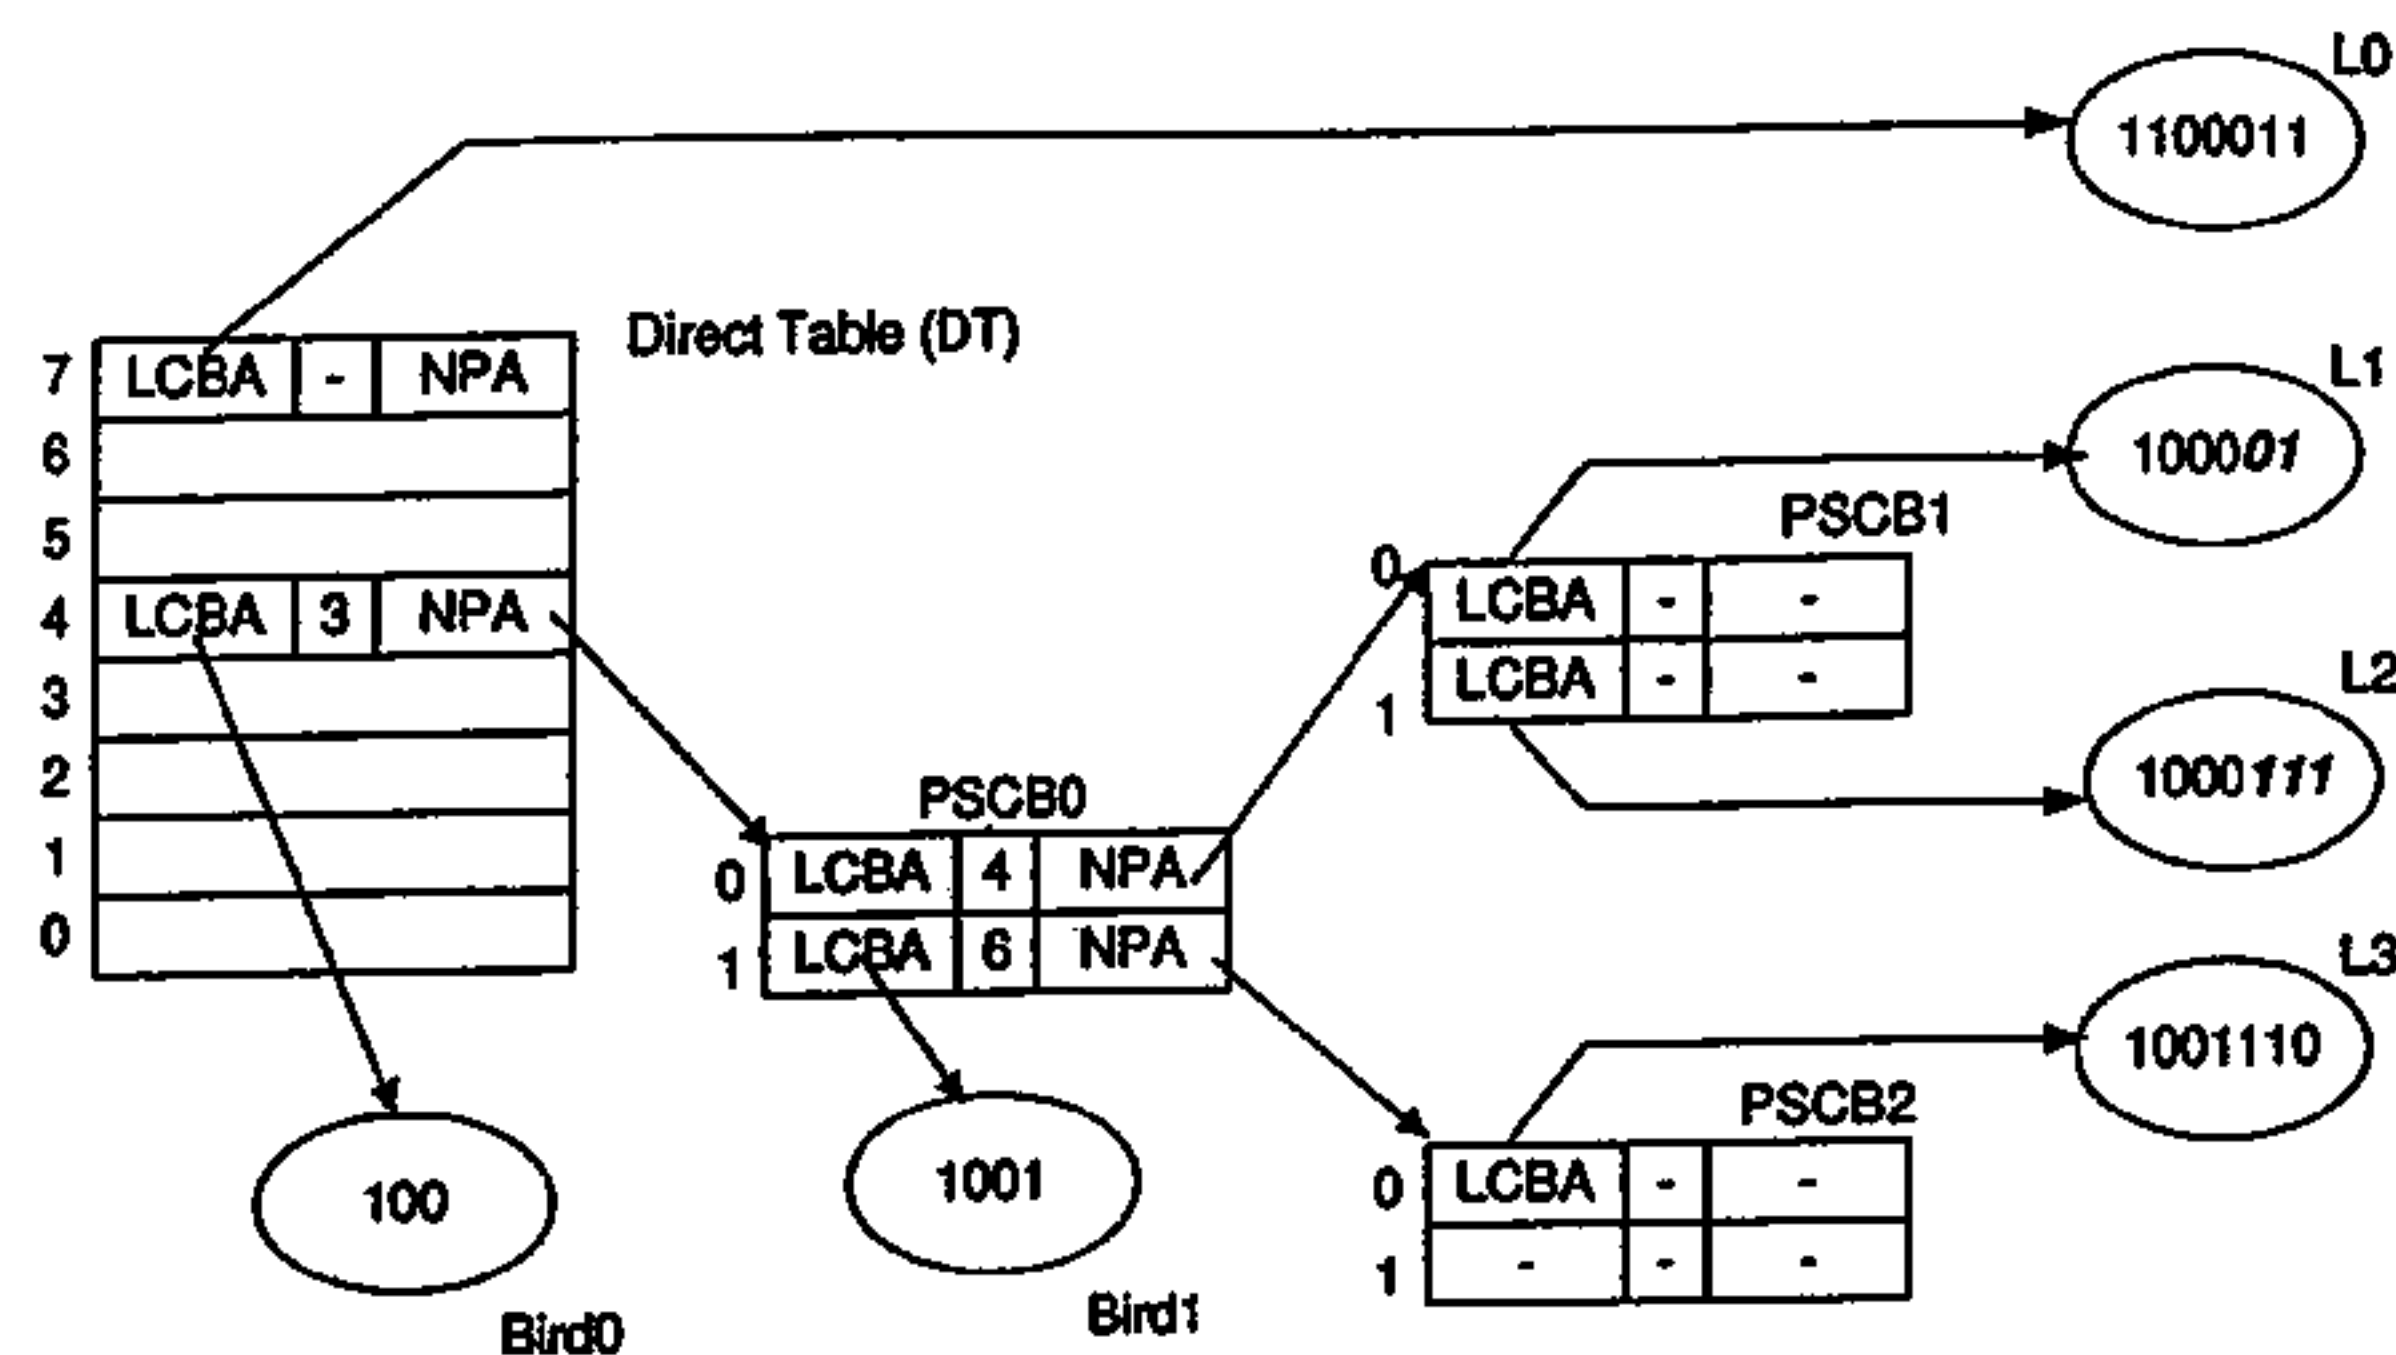 L0
1100011
Direct Table (DT)
7 LCBA - NPA
6
5
4 LCBA 3 NPA
3
2
1
0
L1
100001
PSCB1
0 LCBA - -
1 LCBA - -
L2
1000111
PSCB0
0 LCBA 4 NPA
1 LCBA 6 NPA
L3
1001110
PSCB2
0 LCBA - -
1 - - -
100
Bird0
1001
Bird1